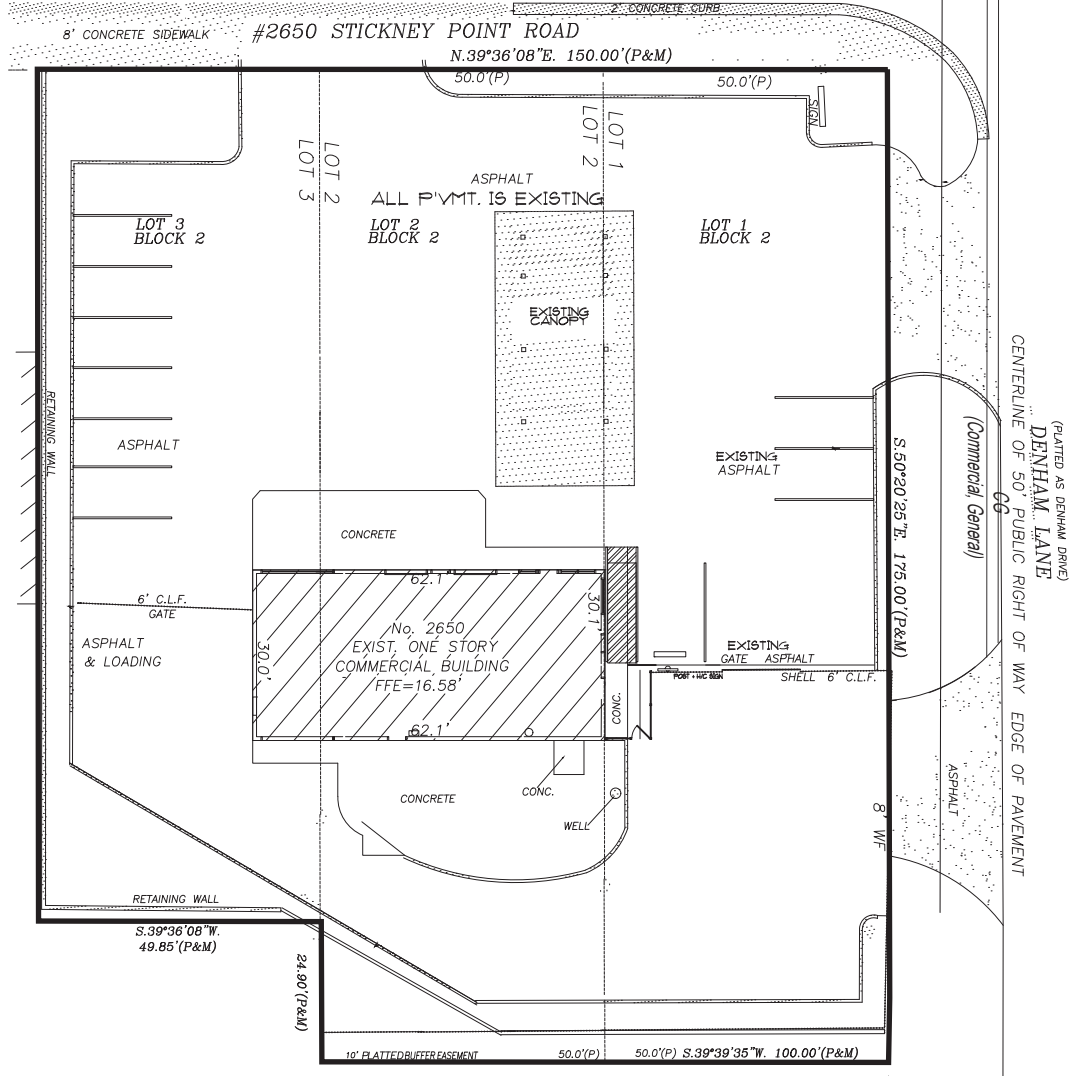 2' CONCRETE CURB
8' CONCRETE SIDEWALK
#2650 STICKNEY POINT ROAD
N.39°36'08"E. 150.00'(P&M)
50.0'(P)
50.0'(P)
SIGN
LOT 3
LOT 2
LOT 2
LOT 1
ASPHALT
ALL P'VMT. IS EXISTING
LOT 3
BLOCK 2
LOT 2
BLOCK 2
LOT 1
BLOCK 2
EXISTING
CANOPY
RETAINING WALL
ASPHALT
EXISTING
ASPHALT
S.50°20'25"E. 175.00'(P&M)
(Commercial, General)
CG
CENTERLINE OF 50' PUBLIC RIGHT OF WAY EDGE OF PAVEMENT
DENHAM LANE
(PLATTED AS DENHAM DRIVE)
CONCRETE
62.1'
30.1'
30.0'
No. 2650
EXIST. ONE STORY
COMMERCIAL BUILDING
FFE=16.58'
62.1'
6' C.L.F.
GATE
ASPHALT
& LOADING
EXISTING
GATE ASPHALT
POST + H/C SIGN
SHELL 6' C.L.F.
CONC.
CONC.
CONCRETE
WELL
ASPHALT
8' WF
RETAINING WALL
S.39°36'08"W.
49.85'(P&M)
24.90'(P&M)
10' PLATTED BUFFER EASEMENT
50.0'(P)
50.0'(P)
S.39°39'35"W. 100.00'(P&M)